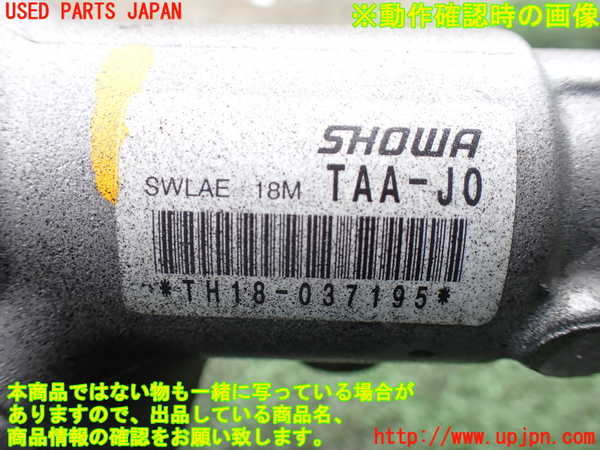 USED PARTS JAPAN
※動作確認時の画像
SHOWA
SWLAE 18M TAA-J0
*TH18-037195*
本商品ではない物も一緒に写っている場合が
ありますので、出品している商品名、
商品情報の確認をお願い致します。
http://www.upjpn.com